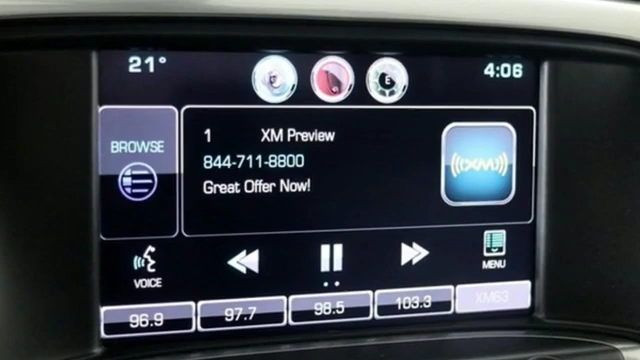 21°
4:06
BROWSE
1 XM Preview
844-711-8800
Great Offer Now!
((XM))
VOICE
MENU
96.9
97.7
98.5
103.3
XM63